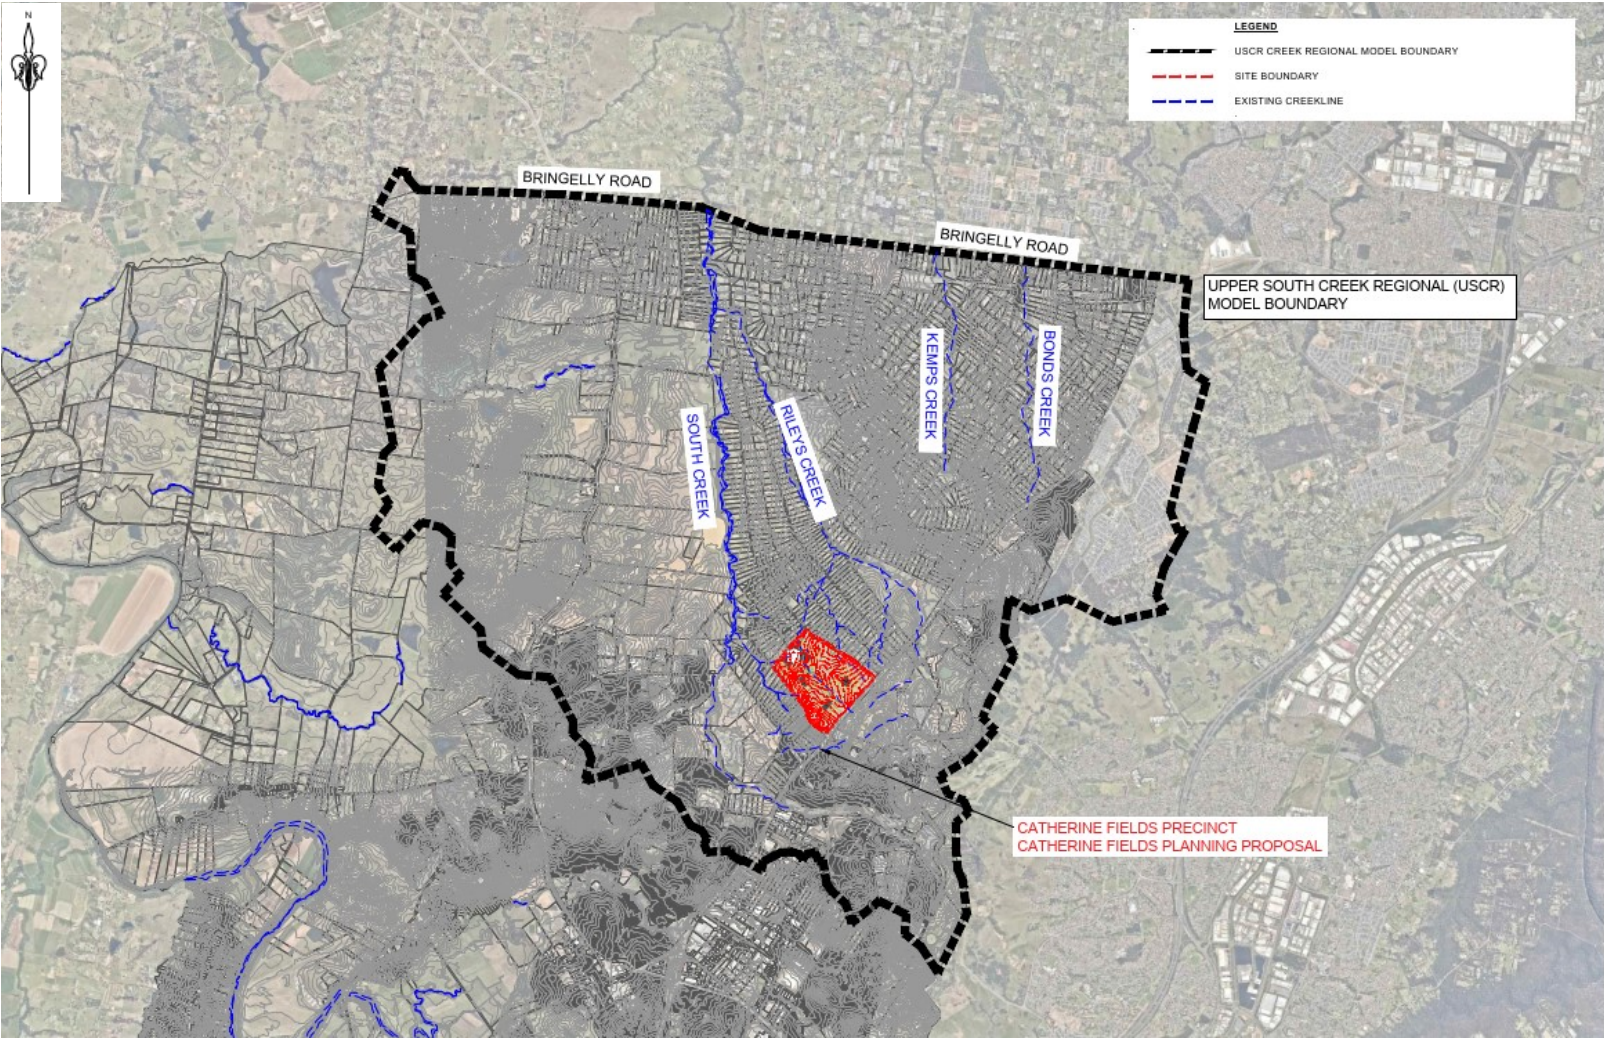 N
LEGEND
USCR CREEK REGIONAL MODEL BOUNDARY
SITE BOUNDARY
EXISTING CREEKLINE
BRINGELLY ROAD
BRINGELLY ROAD
UPPER SOUTH CREEK REGIONAL (USCR)
MODEL BOUNDARY
KEMPS CREEK
BONDS CREEK
SOUTH CREEK
RILEYS CREEK
CATHERINE FIELDS PRECINCT
CATHERINE FIELDS PLANNING PROPOSAL